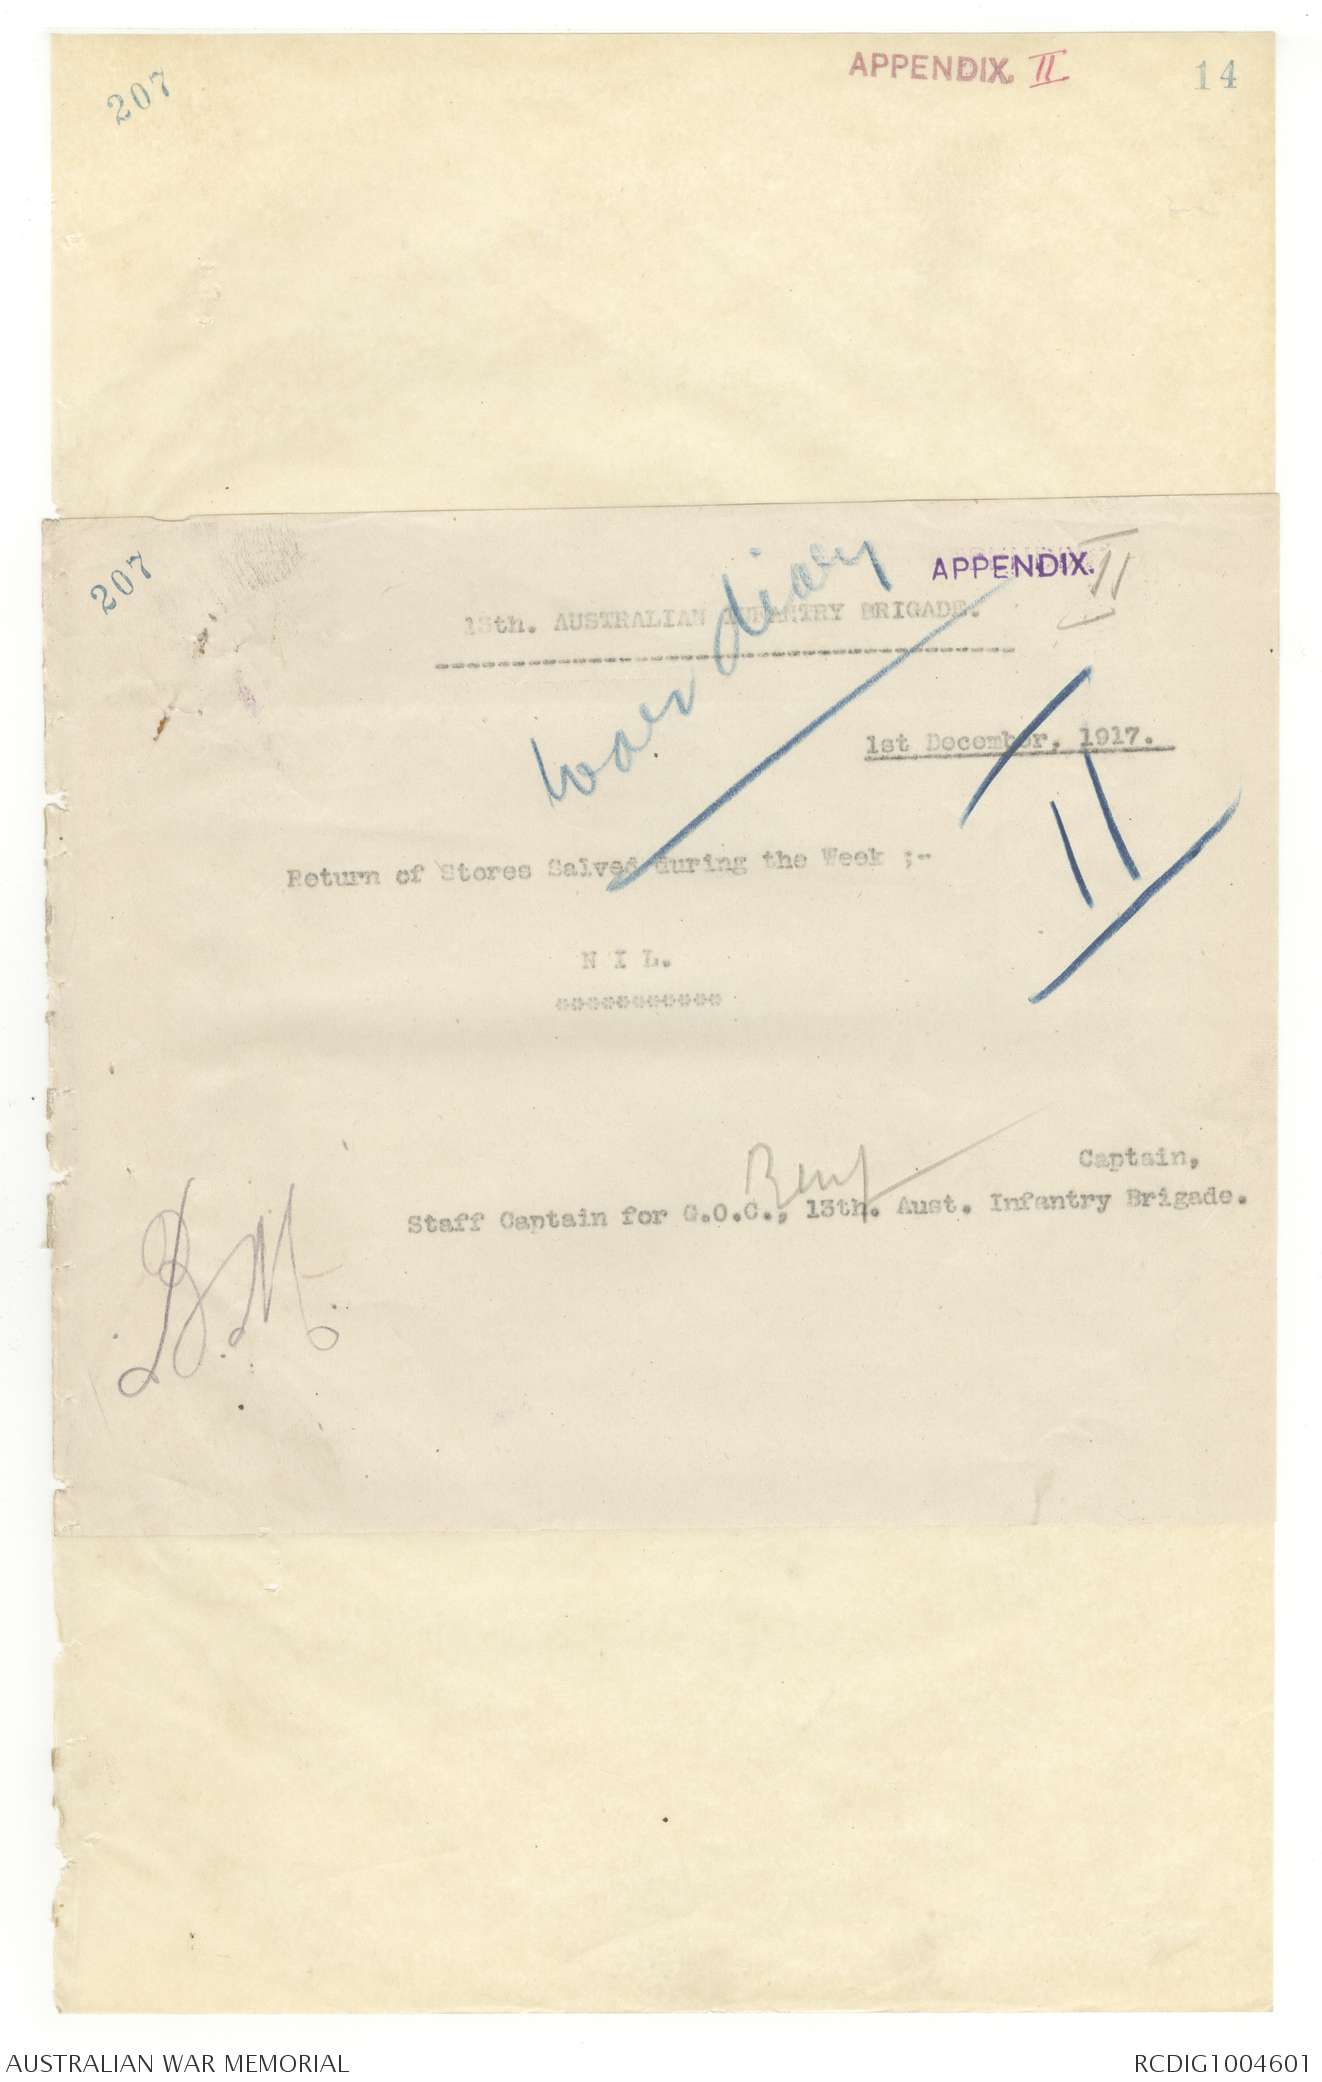 207
APPENDIX. II
14
207
APPENDIX. II
13th. AUSTRALIAN INFANTRY BRIGADE.
War diary
1st December, 1917.
II
Return of Stores Salved during the Week ;-
N I L.
Captain,
Staff Captain for G.O.C., 13th. Aust. Infantry Brigade.
AUSTRALIAN WAR MEMORIAL
RCDIG1004601